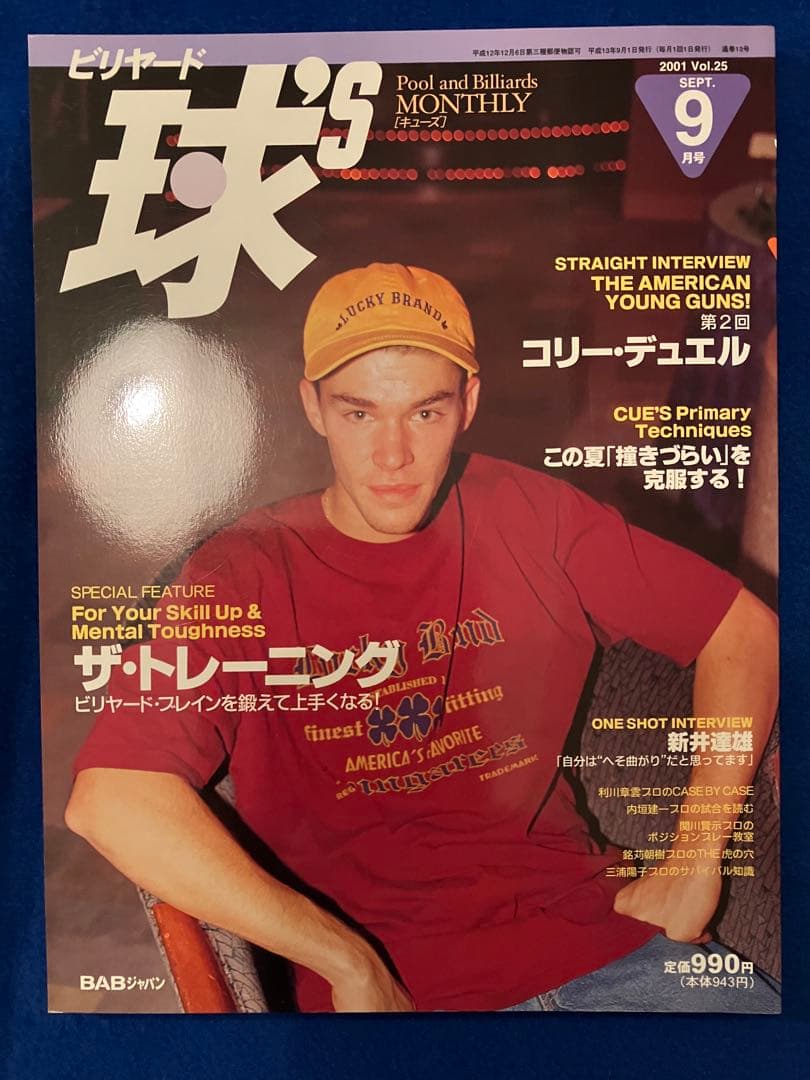 平成12年12月6日第三種郵便物認可 平成13年9月1日発行(毎月1回1日発行) 通巻13号
ビリヤード
球's
Pool and Billiards
MONTHLY
[キューズ]
2001 Vol.25
SEPT.
9
月号
STRAIGHT INTERVIEW
THE AMERICAN
YOUNG GUNS!
第2回
コリー・デュエル
LUCKY BRAND
CUE'S Primary
Techniques
この夏「撞きづらい」を
克服する!
SPECIAL FEATURE
For Your Skill Up &
Mental Toughness
ザ・トレーニング
ビリヤード・ブレインを鍛えて上手くなる!
Lucky Brand
ESTABLISHED 1
finest fitting
AMERICA'S FAVORITE
REG
TRADEMARK
ONE SHOT INTERVIEW
新井達雄
「自分は"へそ曲がり"だと思ってます」
利川章雲プロのCASE BY CASE
内垣建一プロの試合を読む
関川賢示プロの
ポジションプレー教室
銘苅朝樹プロのTHE 虎の穴
三浦陽子プロのサバイバル知識
BABジャパン
定価990円
(本体943円)